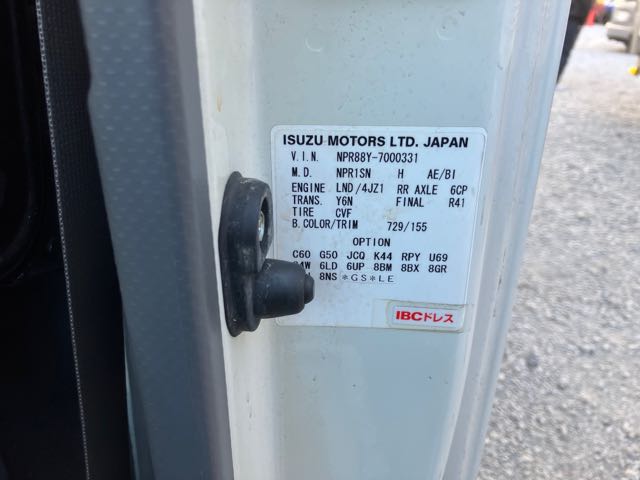 ISUZU MOTORS LTD. JAPAN
V.I.N. NPR88Y-7000331
M.D. NPR1SN H AE/BI
ENGINE LND/4JZ1 RR AXLE 6CP
TRANS. Y6N FINAL R41
TIRE CVF
B.COLOR/TRIM 729/155
OPTION
C60 G50 JCQ K44 RPY U69
6LD 6UP 8BM 8BX 8GR
8NS *GS*LE
IBCドレス